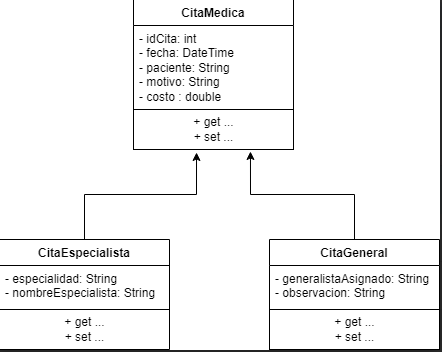 CitaMedica
- idCita: int
- fecha: DateTime
- paciente: String
- motivo: String
- costo : double
+ get ...
+ set ...
CitaEspecialista
- especialidad: String
- nombreEspecialista: String
+ get ...
+ set ...
CitaGeneral
- generalistaAsignado: String
- observacion: String
+ get ...
+ set ...